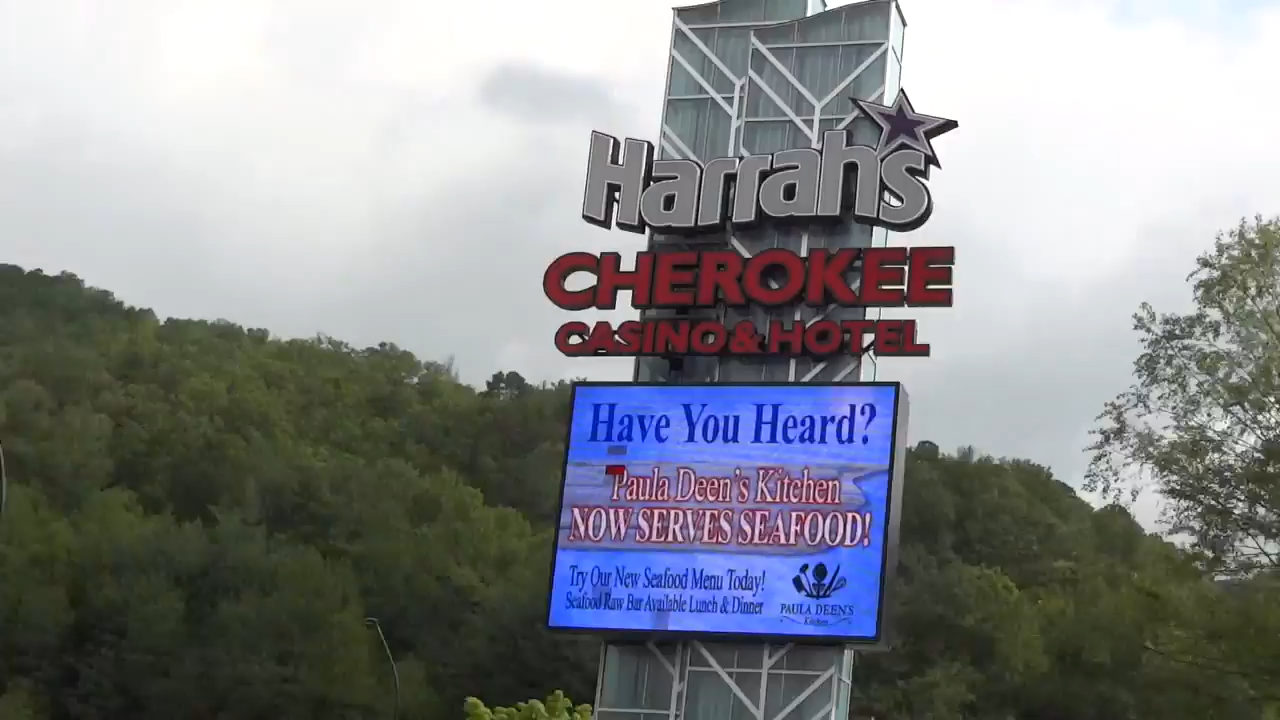 Harrah's
CHEROKEE
CASINO & HOTEL
Have You Heard?
Paula Deen's Kitchen
NOW SERVES SEAFOOD!
Try Our New Seafood Menu Today!
Seafood Raw Bar Available Lunch & Dinner
PAULA DEEN'S
Kitchen